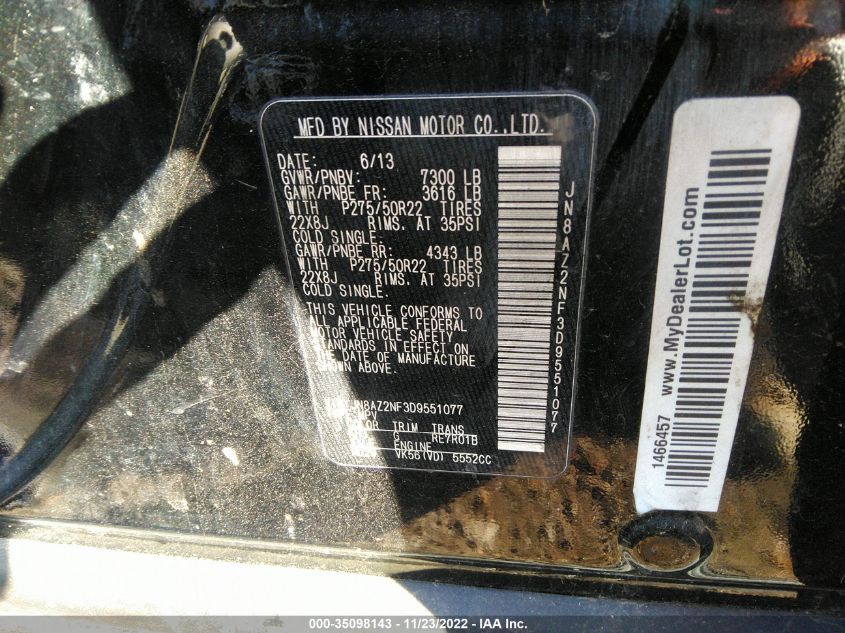 MFD BY NISSAN MOTOR CO.,LTD.
DATE: 6/13
GVWR/PNBV: 7300 LB
GAWR/PNBE FR: 3616 LB
WITH P275/50R22 TIRES
22X8J RIMS. AT 35PSI
COLD SINGLE.
GAWR/PNBE RR: 4343 LB
WITH P275/50R22 TIRES
22X8J RIMS. AT 35PSI
COLD SINGLE.
THIS VEHICLE CONFORMS TO
APPLICABLE FEDERAL
MOTOR VEHICLE SAFETY
STANDARDS IN EFFECT ON
THE DATE OF MANUFACTURE
SHOWN ABOVE.
JN8AZ2NF3D9551077
TRIM TRANS
G RE7R01B
ENGINE
VK56(VD) 5552CC
JN8AZ2NF3D9551077
1466457 www.MyDealerLot.com
000-35098143 - 11/23/2022 - IAA Inc.